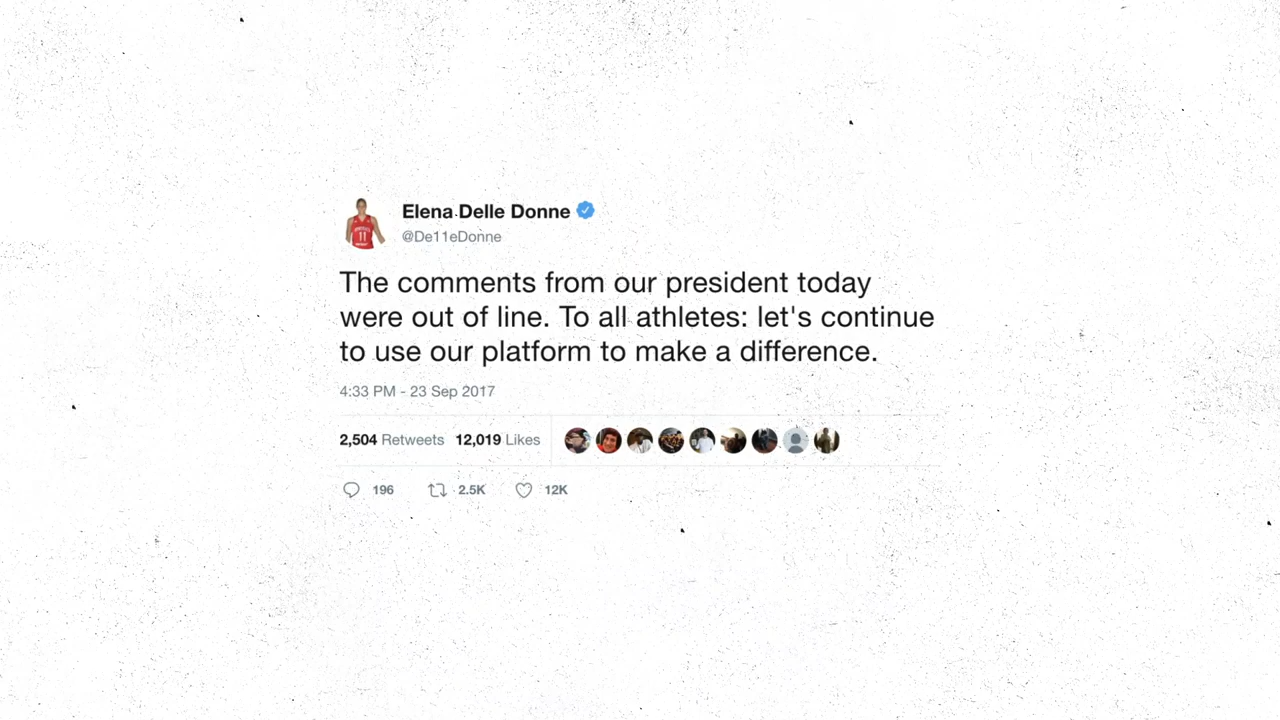 Elena Delle Donne
@De11eDonne
The comments from our president today
were out of line. To all athletes: let's continue
to use our platform to make a difference.
4:33 PM - 23 Sep 2017
2,504 Retweets 12,019 Likes
196 2.5K 12K